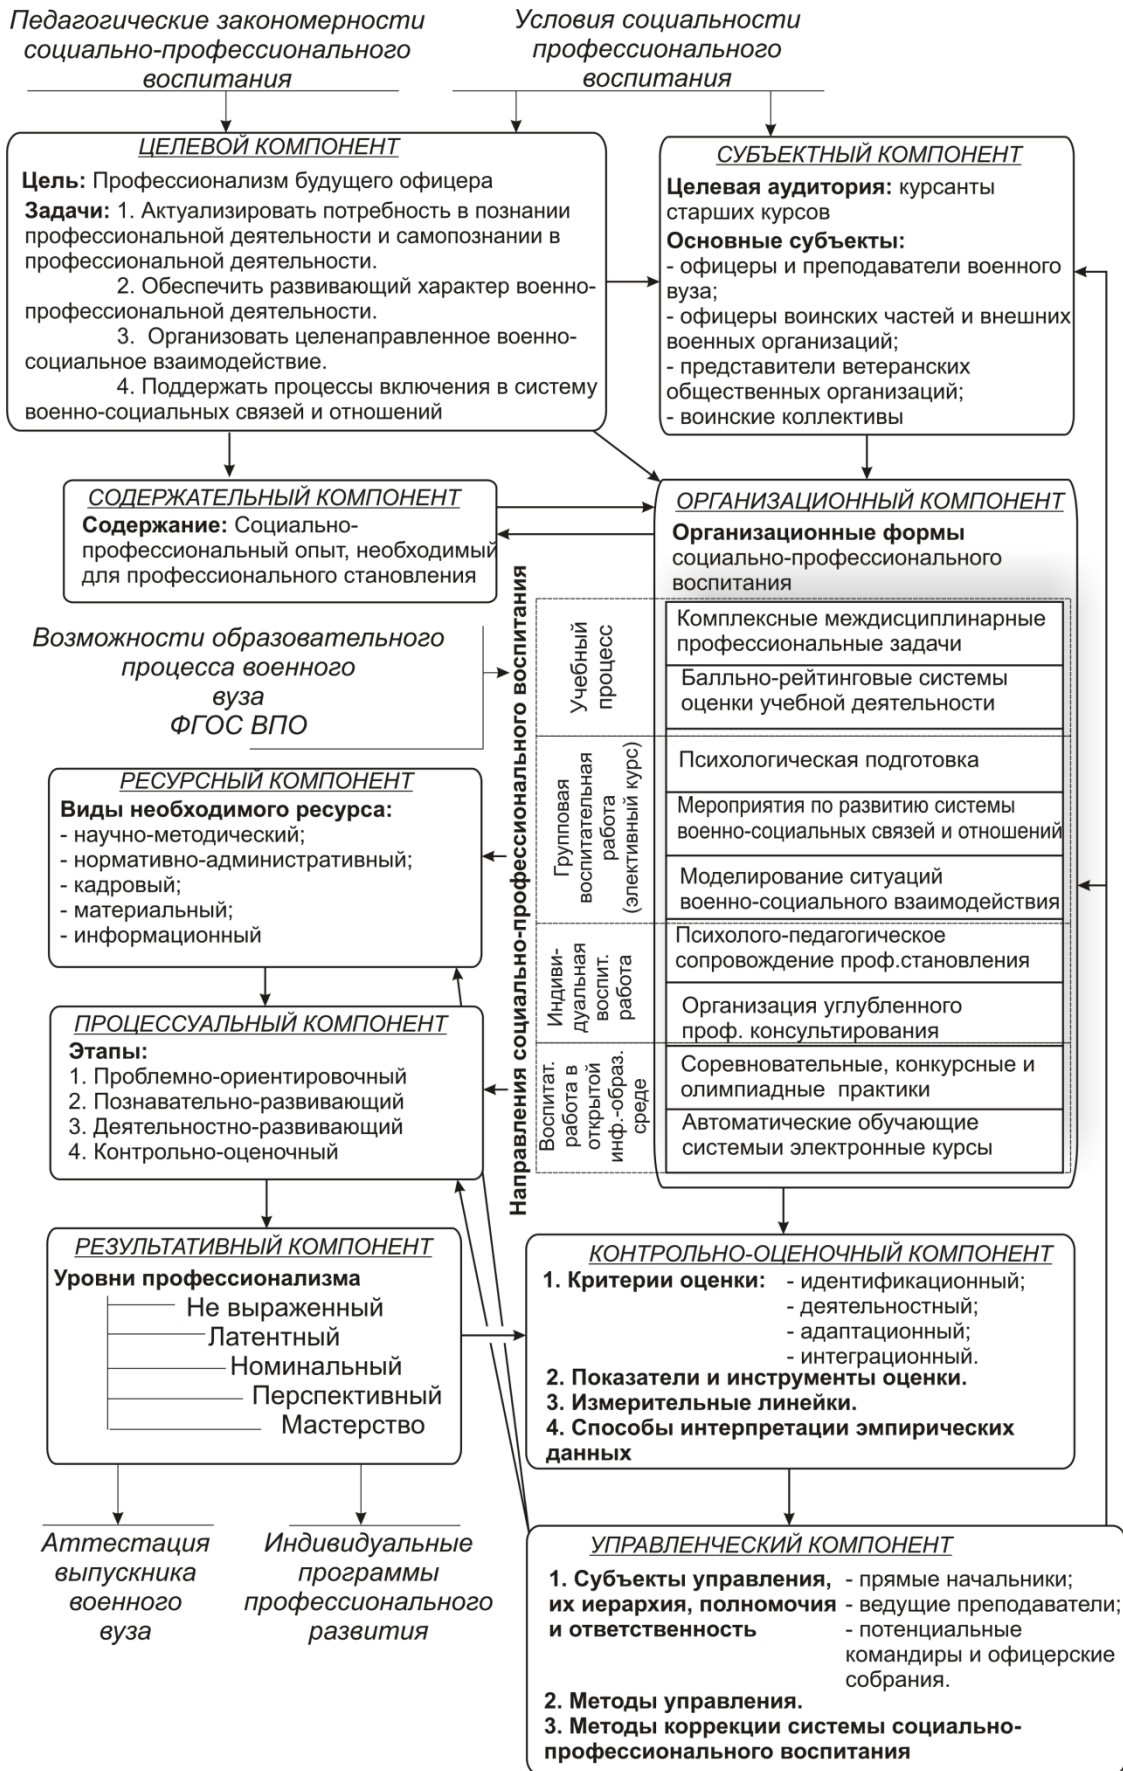 Педагогические закономерности
социально-профессионального
воспитания
Условия социальности
профессионального
воспитания
ЦЕЛЕВОЙ КОМПОНЕНТ
Цель: Профессионализм будущего офицера
Задачи: 1. Актуализировать потребность в познании
профессиональной деятельности и самопознании в
профессиональной деятельности.
2. Обеспечить развивающий характер военно-
профессиональной деятельности.
3. Организовать целенаправленное военно-
социальное взаимодействие.
4. Поддержать процессы включения в систему
военно-социальных связей и отношений
СУБЪЕКТНЫЙ КОМПОНЕНТ
Целевая аудитория: курсанты
старших курсов
Основные субъекты:
- офицеры и преподаватели военного
вуза;
- офицеры воинских частей и внешних
военных организаций;
- представители ветеранских
общественных организаций;
- воинские коллективы
СОДЕРЖАТЕЛЬНЫЙ КОМПОНЕНТ
Содержание: Социально-
профессиональный опыт, необходимый
для профессионального становления
ОРГАНИЗАЦИОННЫЙ КОМПОНЕНТ
Организационные формы
социально-профессионального
воспитания
Возможности образовательного
процесса военного
вуза
ФГОС ВПО
Направления социально-профессионального воспитания
Учебный
процесс
Комплексные междисциплинарные
профессиональные задачи
Балльно-рейтинговые системы
оценки учебной деятельности
Групповая
воспитательная
работа
(элективный курс)
Психологическая подготовка
Мероприятия по развитию системы
военно-социальных связей и отношений
Моделирование ситуаций
военно-социального взаимодействия
Индиви-
дуальная
воспит.
работа
Психолого-педагогическое
сопровождение проф.становления
Организация углубленного
проф. консультирования
Воспитат.
работа в
открытой
инф.-образ.
среде
Соревновательные, конкурсные и
олимпиадные практики
Автоматические обучающие
системыи электронные курсы
РЕСУРСНЫЙ КОМПОНЕНТ
Виды необходимого ресурса:
- научно-методический;
- нормативно-административный;
- кадровый;
- материальный;
- информационный
ПРОЦЕССУАЛЬНЫЙ КОМПОНЕНТ
Этапы:
1. Проблемно-ориентировочный
2. Познавательно-развивающий
3. Деятельностно-развивающий
4. Контрольно-оценочный
РЕЗУЛЬТАТИВНЫЙ КОМПОНЕНТ
Уровни профессионализма
Не выраженный
Латентный
Номинальный
Перспективный
Мастерство
КОНТРОЛЬНО-ОЦЕНОЧНЫЙ КОМПОНЕНТ
1. Критерии оценки: - идентификационный;
- деятельностный;
- адаптационный;
- интеграционный.
2. Показатели и инструменты оценки.
3. Измерительные линейки.
4. Способы интерпретации эмпирических
данных
Аттестация
выпускника
военного
вуза
Индивидуальные
программы
профессионального
развития
УПРАВЛЕНЧЕСКИЙ КОМПОНЕНТ
1. Субъекты управления, - прямые начальники;
их иерархия, полномочия - ведущие преподаватели;
и ответственность - потенциальные
командиры и офицерские
собрания.
2. Методы управления.
3. Методы коррекции системы социально-
профессионального воспитания